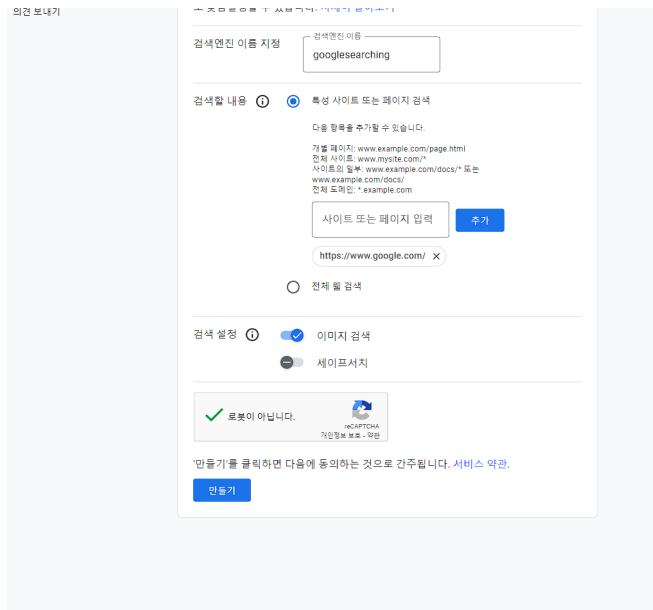 의견 보내기
검색엔진 이름 지정
검색엔진 이름
googlesearching
검색할 내용
특성 사이트 또는 페이지 검색
다음 항목을 추가할 수 있습니다.
개별 페이지: www.example.com/page.html
전체 사이트: www.mysite.com/*
사이트의 일부: www.example.com/docs/* 또는
www.example.com/docs/
전체 도메인: *.example.com
사이트 또는 페이지 입력
추가
https://www.google.com/
전체 웹 검색
검색 설정
이미지 검색
세이프서치
로봇이 아닙니다.
reCAPTCHA
개인정보 보호 - 약관
'만들기'를 클릭하면 다음에 동의하는 것으로 간주됩니다. 서비스 약관.
만들기